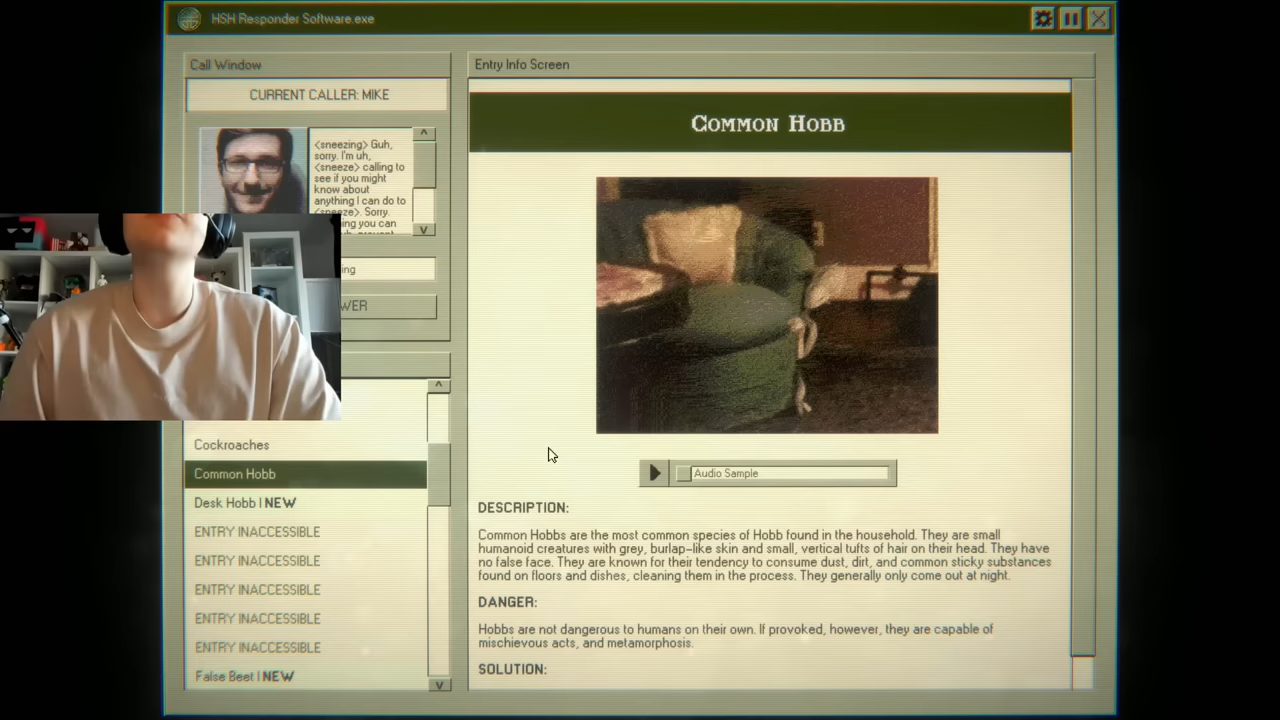 HSH Responder Software.exe
Call Window
CURRENT CALLER: MIKE
<sneezing> Guh,
sorry. I'm uh,
<sneeze> calling to
see if you might
know about
anything I can do to
<sneeze>. Sorry.
you can
Cockroaches
Common Hobb
Desk Hobb | NEW
ENTRY INACCESSIBLE
ENTRY INACCESSIBLE
ENTRY INACCESSIBLE
ENTRY INACCESSIBLE
ENTRY INACCESSIBLE
False Beet | NEW
Entry Info Screen
Common Hobb
Audio Sample
DESCRIPTION:
Common Hobbs are the most common species of Hobb found in the household. They are small
humanoid creatures with grey, burlap-like skin and small, vertical tufts of hair on their head. They have
no false face. They are known for their tendency to consume dust, dirt, and common sticky substances
found on floors and dishes, cleaning them in the process. They generally only come out at night.
DANGER:
Hobbs are not dangerous to humans on their own. If provoked, however, they are capable of
mischievous acts, and metamorphosis.
SOLUTION: